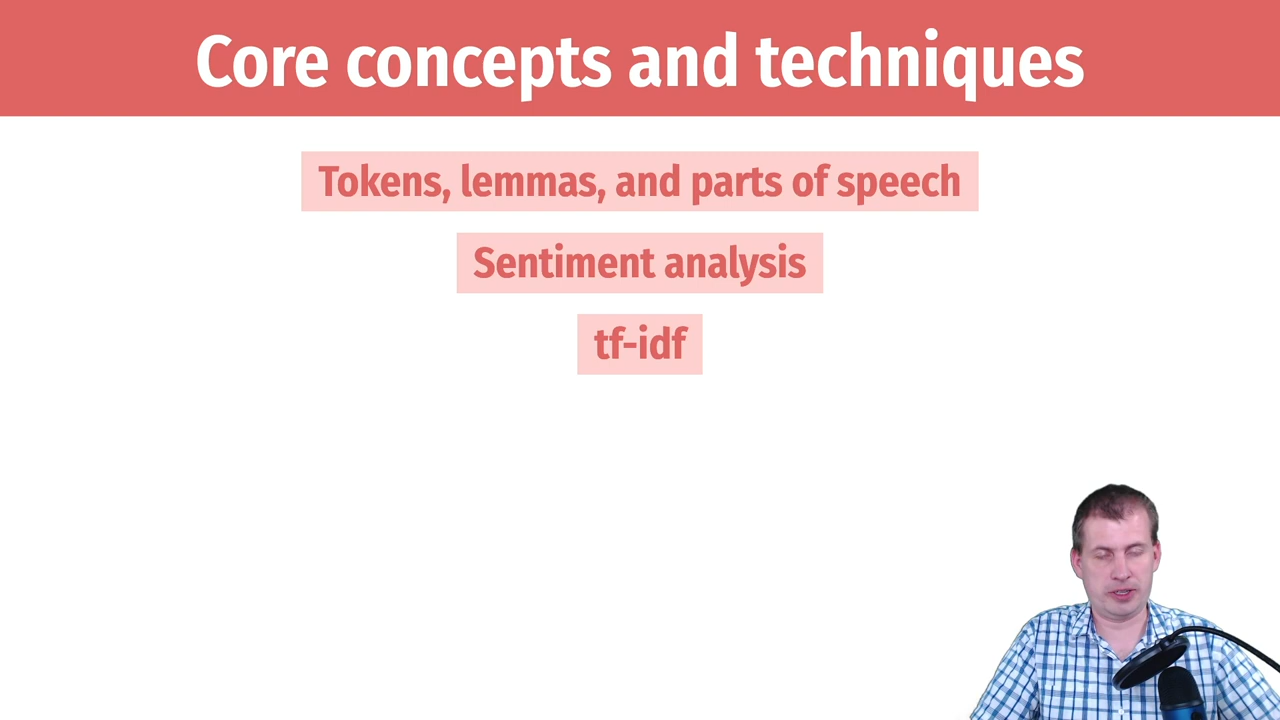 Core concepts and techniques
Tokens, lemmas, and parts of speech
Sentiment analysis
tf-idf